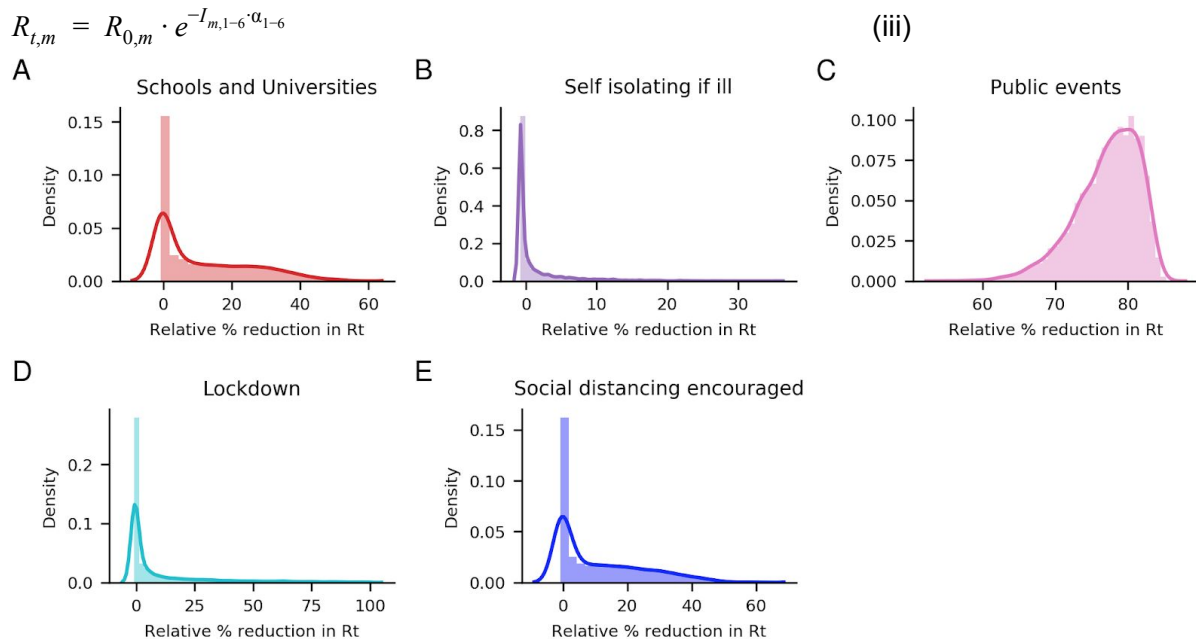 R_{t,m} = R_{0,m} · e^{−I_{m,1−6}·α_{1−6}} (iii)
A
Schools and Universities
Density
0.15
0.10
0.05
0.00
0 20 40 60
Relative % reduction in Rt
B
Self isolating if ill
Density
0.8
0.6
0.4
0.2
0.0
0 10 20 30
Relative % reduction in Rt
C
Public events
Density
0.100
0.075
0.050
0.025
0.000
60 70 80
Relative % reduction in Rt
D
Lockdown
Density
0.2
0.1
0.0
0 25 50 75 100
Relative % reduction in Rt
E
Social distancing encouraged
Density
0.15
0.10
0.05
0.00
0 20 40 60
Relative % reduction in Rt